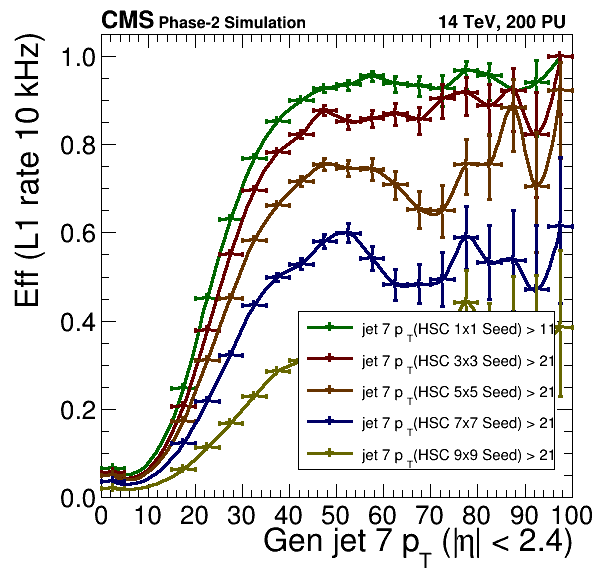 CMS Phase-2 Simulation 14 TeV, 200 PU
Eff (L1 rate 10 kHz)
1.0
0.8
0.6
0.4
0.2
0.0
jet 7 p_T(HSC 1x1 Seed) > 11
jet 7 p_T(HSC 3x3 Seed) > 21
jet 7 p_T(HSC 5x5 Seed) > 21
jet 7 p_T(HSC 7x7 Seed) > 21
jet 7 p_T(HSC 9x9 Seed) > 21
0 10 20 30 40 50 60 70 80 90 100
Gen jet 7 p_T (|η| < 2.4)